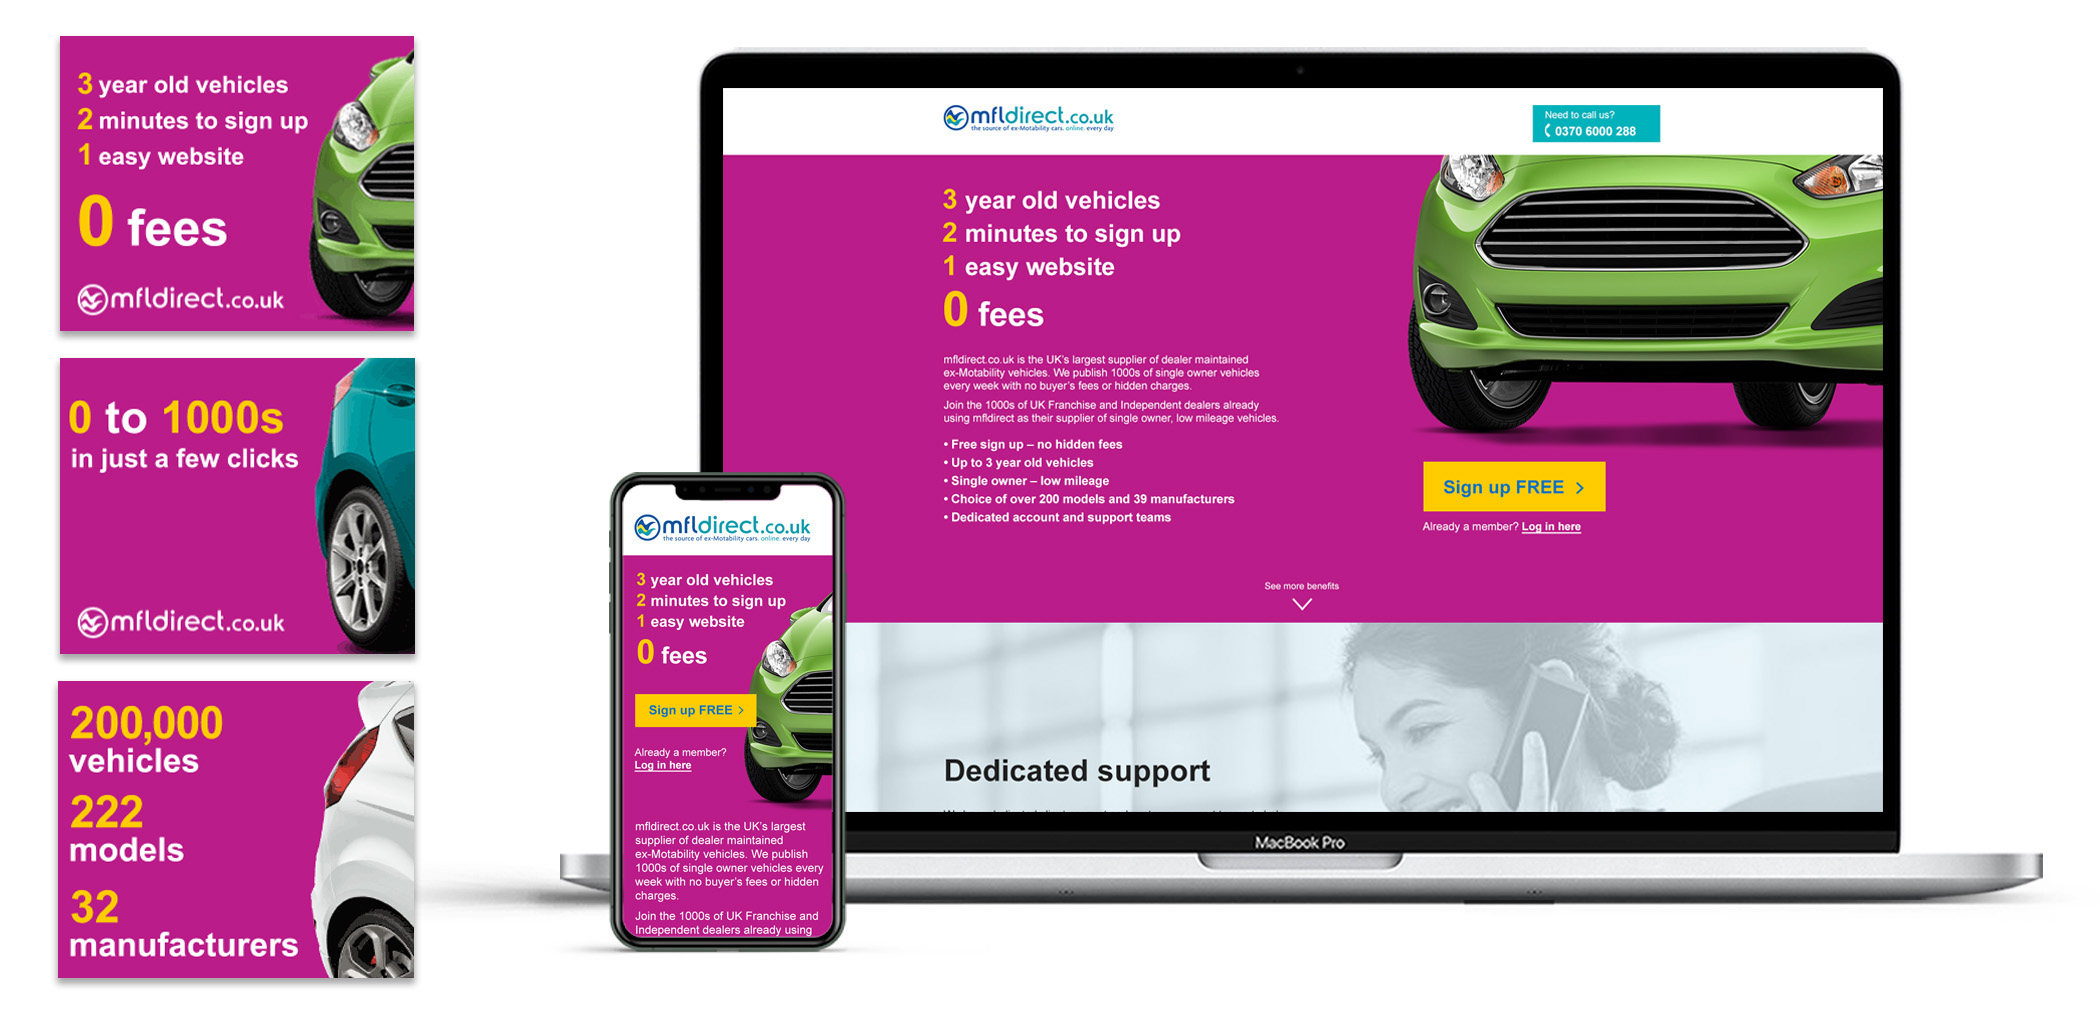 3 year old vehicles
2 minutes to sign up
1 easy website
0 fees
mfldirect.co.uk
0 to 1000s
in just a few clicks
mfldirect.co.uk
200,000
vehicles
222
models
32
manufacturers
mfldirect.co.uk
the source of ex-Motability cars. online. every day
3 year old vehicles
2 minutes to sign up
1 easy website
0 fees
Sign up FREE >
Already a member?
Log in here
mfldirect.co.uk is the UK's largest
supplier of dealer maintained
ex-Motability vehicles. We publish
1000s of single owner vehicles every
week with no buyer's fees or hidden
charges.
Join the 1000s of UK Franchise and
Independent dealers already using
mfldirect.co.uk
the source of ex-Motability cars. online. every day
Need to call us?
0370 6000 288
3 year old vehicles
2 minutes to sign up
1 easy website
0 fees
mfldirect.co.uk is the UK's largest supplier of dealer maintained
ex-Motability vehicles. We publish 1000s of single owner vehicles
every week with no buyer's fees or hidden charges.
Join the 1000s of UK Franchise and Independent dealers already
using mfldirect as their supplier of single owner, low mileage vehicles.
• Free sign up – no hidden fees
• Up to 3 year old vehicles
• Single owner – low mileage
• Choice of over 200 models and 39 manufacturers
• Dedicated account and support teams
Sign up FREE >
Already a member? Log in here
See more benefits
Dedicated support
MacBook Pro